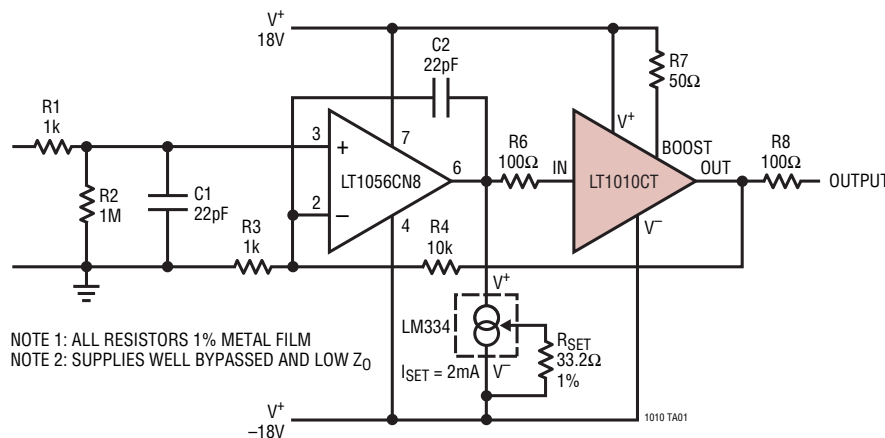 V+
18V
C2
22pF
R7
50Ω
R1
1k
3
+
7
V+
BOOST
R6
100Ω
R8
100Ω
LT1056CN8
6
IN
LT1010CT
OUT
OUTPUT
R2
1M
C1
22pF
2
–
4
V–
R3
1k
R4
10k
V+
LM334
RSET
33.2Ω
1%
NOTE 1: ALL RESISTORS 1% METAL FILM
NOTE 2: SUPPLIES WELL BYPASSED AND LOW Z0
ISET = 2mA
V–
V+
–18V
1010 TA01